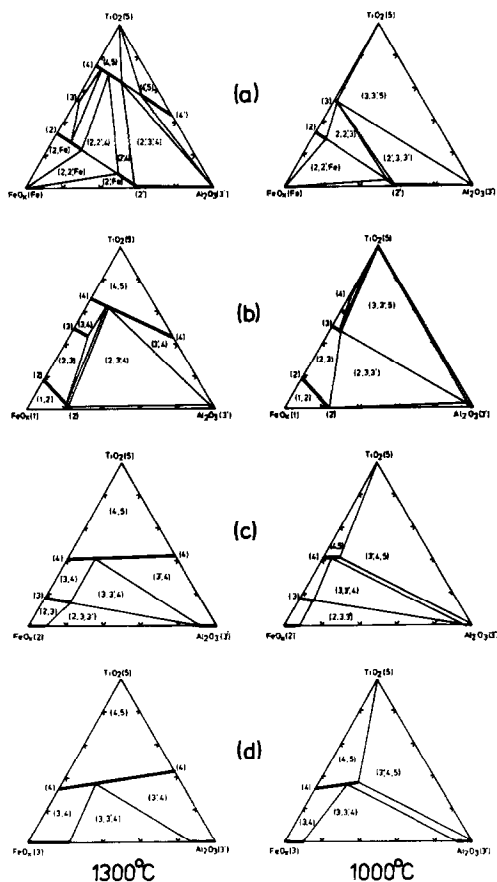 TiO₂(5)
TiO₂(5)
(4)
(4,5)
(4,5)
(3)
(4')
(2)
(2,Fe)
(2,2',4)
(2',3',4)
(2',4)
(2,2',Fe)
(2',Fe)
FeOx(Fe)
(2')
Al₂O₃(3')
(a)
(3)
(3,3',5)
(2)
(2,2',3)
(2',3,3')
(2,2',Fe)
FeOx(Fe)
(2')
Al₂O₃(3')
TiO₂(5)
TiO₂(5)
(4,5)
(4)
(3)
(3,4)
(4)
(2,3)
(3',4)
(2,3',4)
(2)
(1,2)
FeOx(1)
(2)
Al₂O₃(3')
(b)
(4)
(3,3',5)
(3)
(2,3)
(2,3,3')
(2)
(1,2)
FeOx(1)
(2)
Al₂O₃(3')
TiO₂(5)
TiO₂(5)
(4,5)
(4)
(4)
(3,4)
(3',4)
(3,3',4)
(3)
(2,3)
(2,3,3')
FeOx(2)
Al₂O₃(3')
(c)
(4,5)
(4)
(3',4,5)
(3,3',4)
(3)
(2,3,3')
FeOx(2)
Al₂O₃(3')
TiO₂(5)
TiO₂(5)
(4,5)
(4)
(4)
(3,4)
(3,3',4)
(3',4)
FeOx(3)
Al₂O₃(3')
(d)
(4,5)
(3',4,5)
(4)
(3,4)
(3,3',4)
FeOx(3)
Al₂O₃(3')
1300°C
1000°C